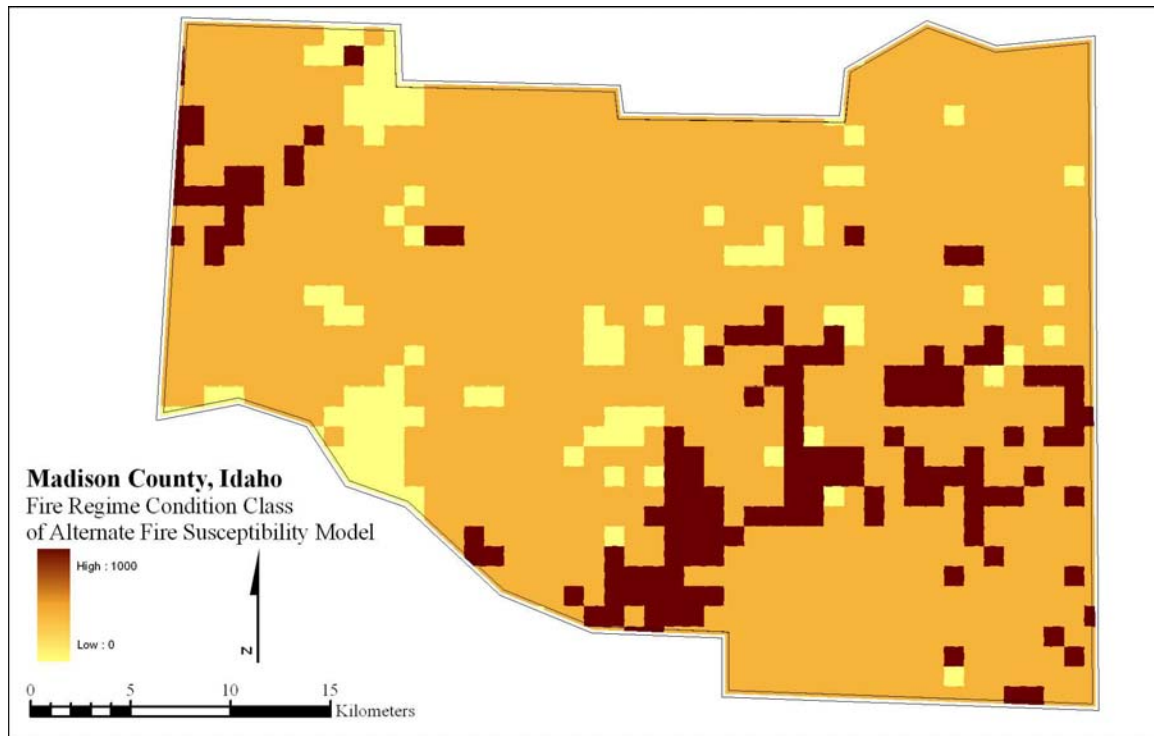 Madison County, Idaho
Fire Regime Condition Class
of Alternate Fire Susceptibility Model
High : 1000
Low : 0
N
0 5 10 15
Kilometers